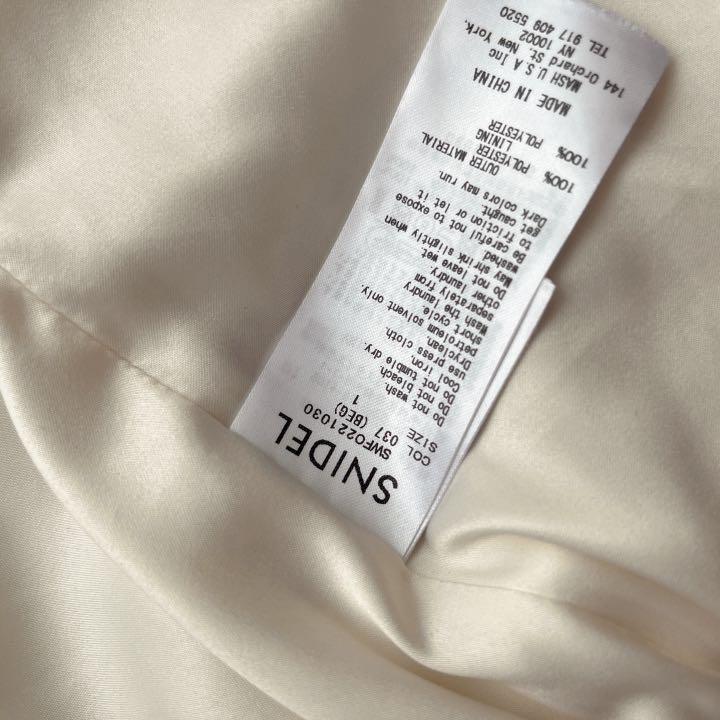 SNIDEL
SWF0221030
COL 037 (BEG)
SIZE 1
Do not wash.
Do not bleach.
Do not tumble dry.
Cool iron.
use press cloth.
Dryclean,
petroleum solvent only.
short cycle.
Wash the laundry
separately from
other laundry.
Do not leave wet.
May shrink slightly when
washed.
Be careful not to expose
to friction or let it
get caught.
Dark colors may run.
OUTER MATERIAL
100% POLYESTER
LINING
100% POLYESTER
MADE IN CHINA
MASH U.S.A Inc
144 Orchard St. New York.
NY 10002
TEL 917 409 5520